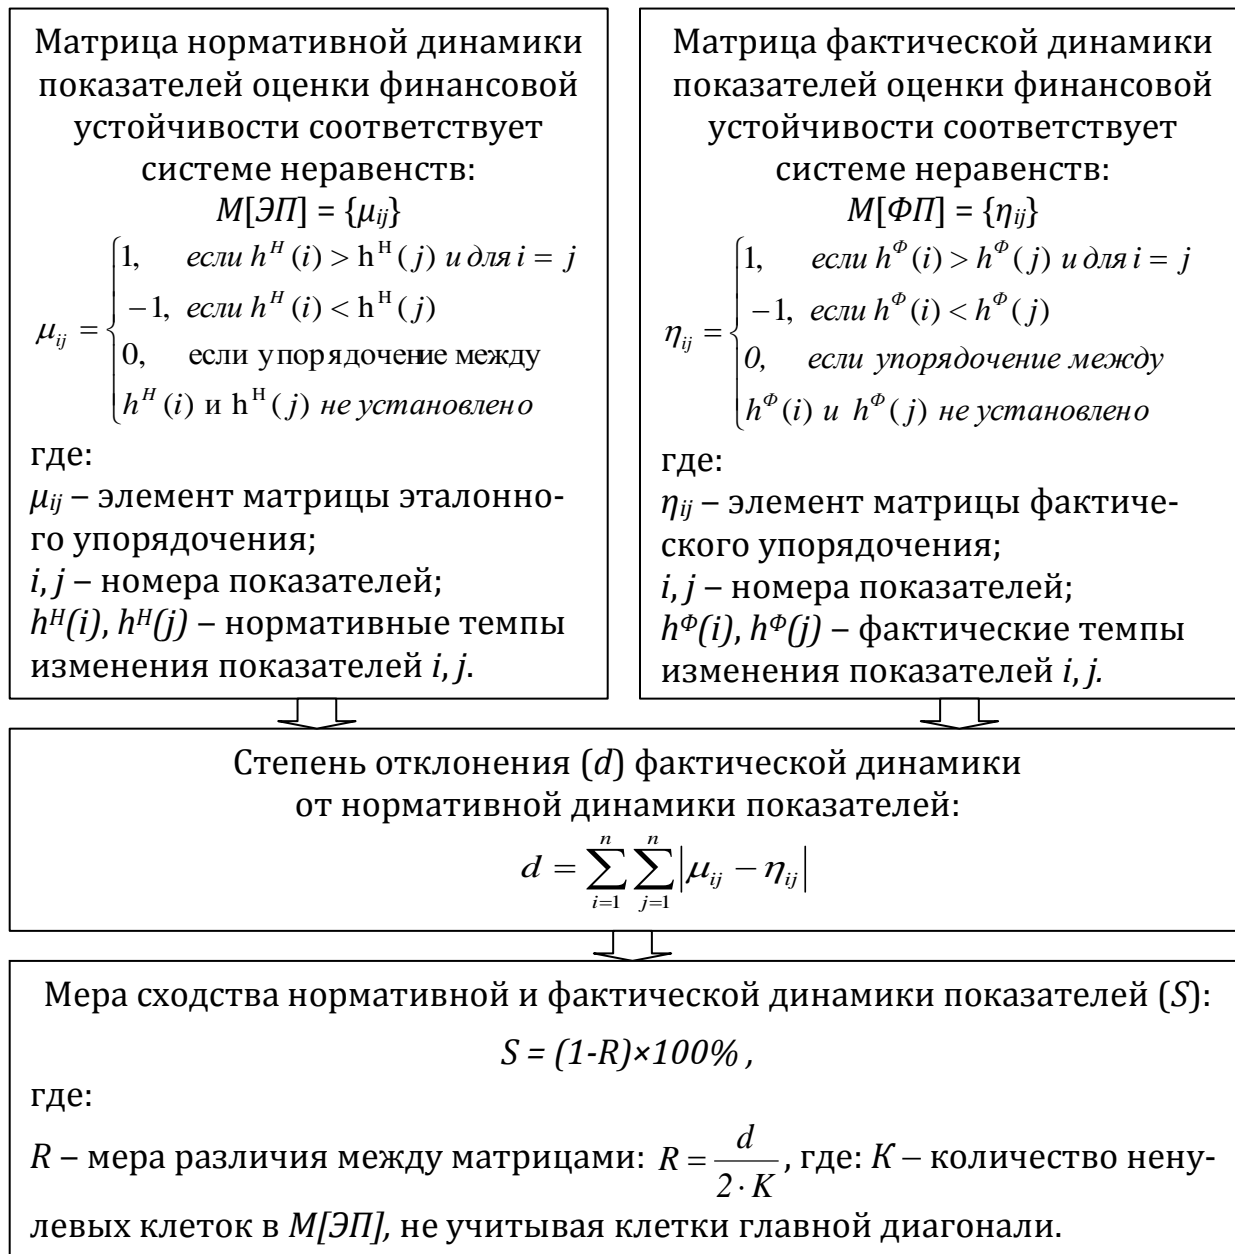 Матрица нормативной динамики
показателей оценки финансовой
устойчивости соответствует
системе неравенств:
M[ЭП] = {μij}
μij = {1, если h^H (i) > h^H (j) и для i = j
−1, если h^H (i) < h^H (j)
0, если упорядочение между
h^H (i) и h^H (j) не установлено
где:
μij – элемент матрицы эталонно-
го упорядочения;
i, j – номера показателей;
h^H(i), h^H(j) – нормативные темпы
изменения показателей i, j.
Матрица фактической динамики
показателей оценки финансовой
устойчивости соответствует
системе неравенств:
M[ФП] = {ηij}
ηij = {1, если h^Ф (i) > h^Ф (j) и для i = j
−1, если h^Ф (i) < h^Ф (j)
0, если упорядочение между
h^Ф (i) и h^Ф (j) не установлено
где:
ηij – элемент матрицы фактиче-
ского упорядочения;
i, j – номера показателей;
h^Ф(i), h^Ф(j) – фактические темпы
изменения показателей i, j.
Степень отклонения (d) фактической динамики
от нормативной динамики показателей:
d = ∑_{i=1}^{n} ∑_{j=1}^{n} |μij − ηij|
Мера сходства нормативной и фактической динамики показателей (S):
S = (1-R)×100% ,
где:
R – мера различия между матрицами: R = d / (2 · K), где: K – количество нену-
левых клеток в M[ЭП], не учитывая клетки главной диагонали.